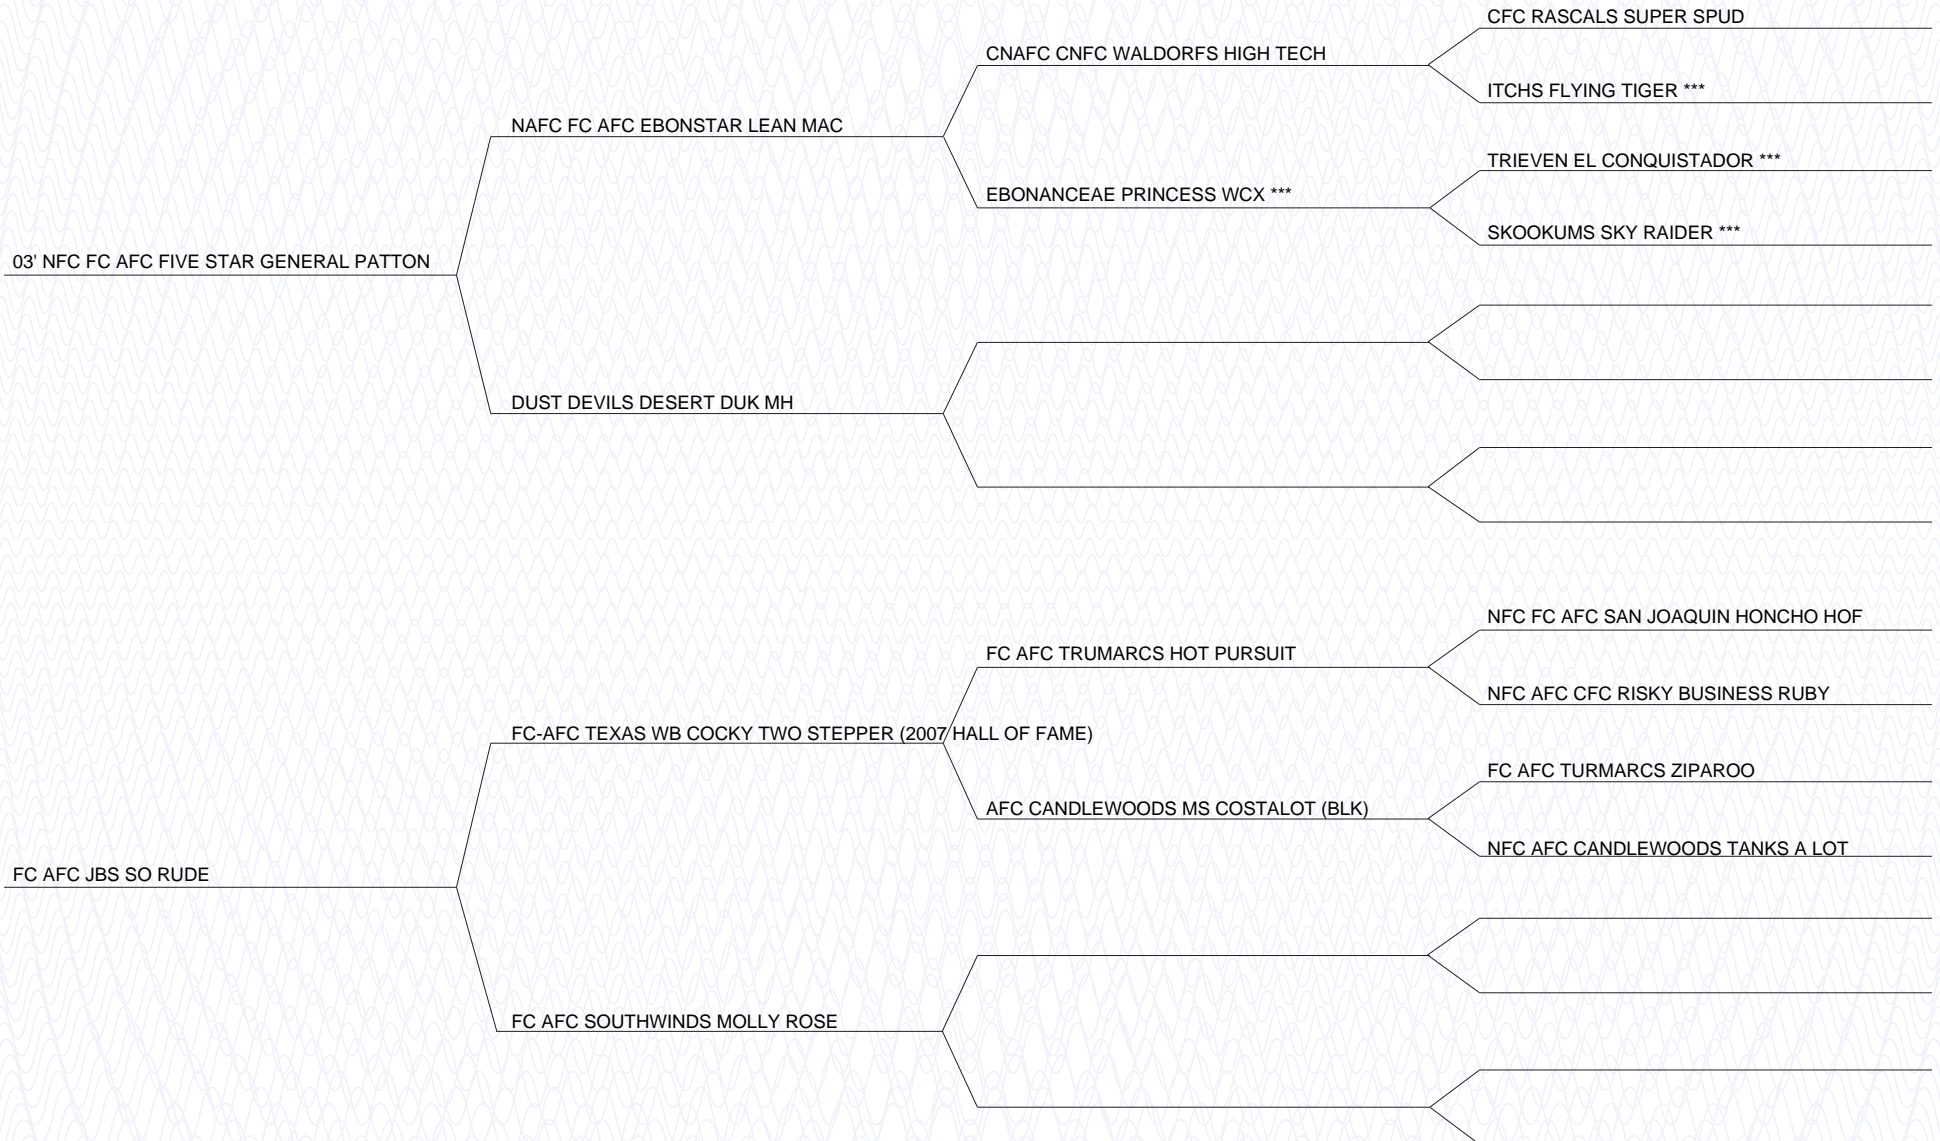 CFC RASCALS SUPER SPUD
CNAFC CNFC WALDORFS HIGH TECH
ITCHS FLYING TIGER ***
NAFC FC AFC EBONSTAR LEAN MAC
TRIEVEN EL CONQUISTADOR ***
EBONANCEAE PRINCESS WCX ***
SKOOKUMS SKY RAIDER ***
03' NFC FC AFC FIVE STAR GENERAL PATTON
DUST DEVILS DESERT DUK MH
NFC FC AFC SAN JOAQUIN HONCHO HOF
FC AFC TRUMARCS HOT PURSUIT
NFC AFC CFC RISKY BUSINESS RUBY
FC-AFC TEXAS WB COCKY TWO STEPPER (2007 HALL OF FAME)
FC AFC TURMARCS ZIPAROO
AFC CANDLEWOODS MS COSTALOT (BLK)
NFC AFC CANDLEWOODS TANKS A LOT
FC AFC JBS SO RUDE
FC AFC SOUTHWINDS MOLLY ROSE